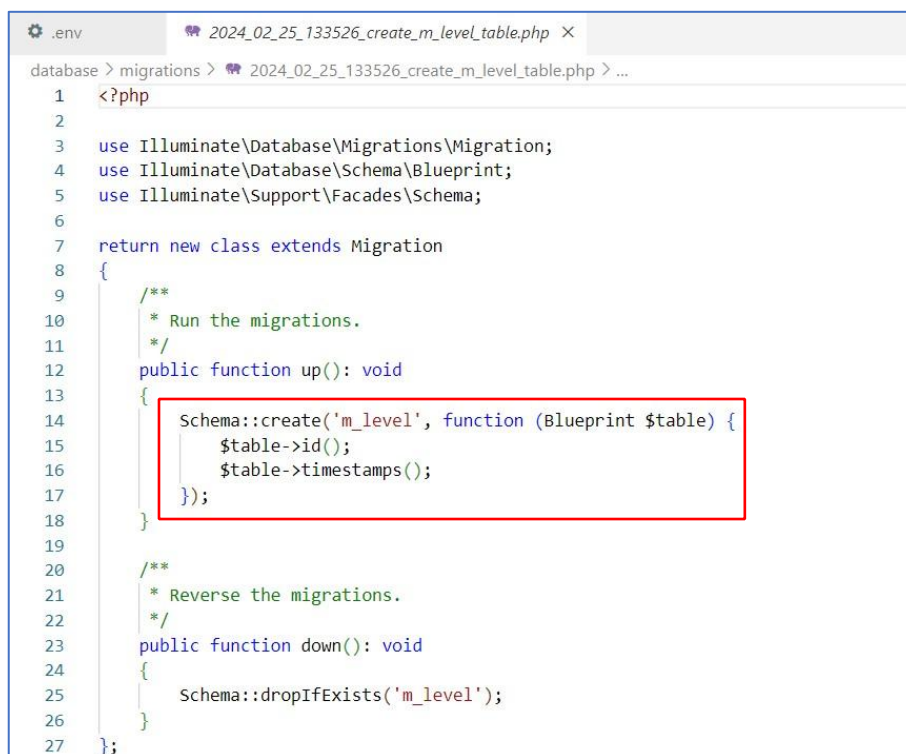 .env 2024_02_25_133526_create_m_level_table.php ×
database > migrations > 2024_02_25_133526_create_m_level_table.php > ...
1 <?php
2
3 use Illuminate\Database\Migrations\Migration;
4 use Illuminate\Database\Schema\Blueprint;
5 use Illuminate\Support\Facades\Schema;
6
7 return new class extends Migration
8 {
9     /**
10      * Run the migrations.
11      */
12     public function up(): void
13     {
14         Schema::create('m_level', function (Blueprint $table) {
15             $table->id();
16             $table->timestamps();
17         });
18     }
19
20     /**
21      * Reverse the migrations.
22      */
23     public function down(): void
24     {
25         Schema::dropIfExists('m_level');
26     }
27 };